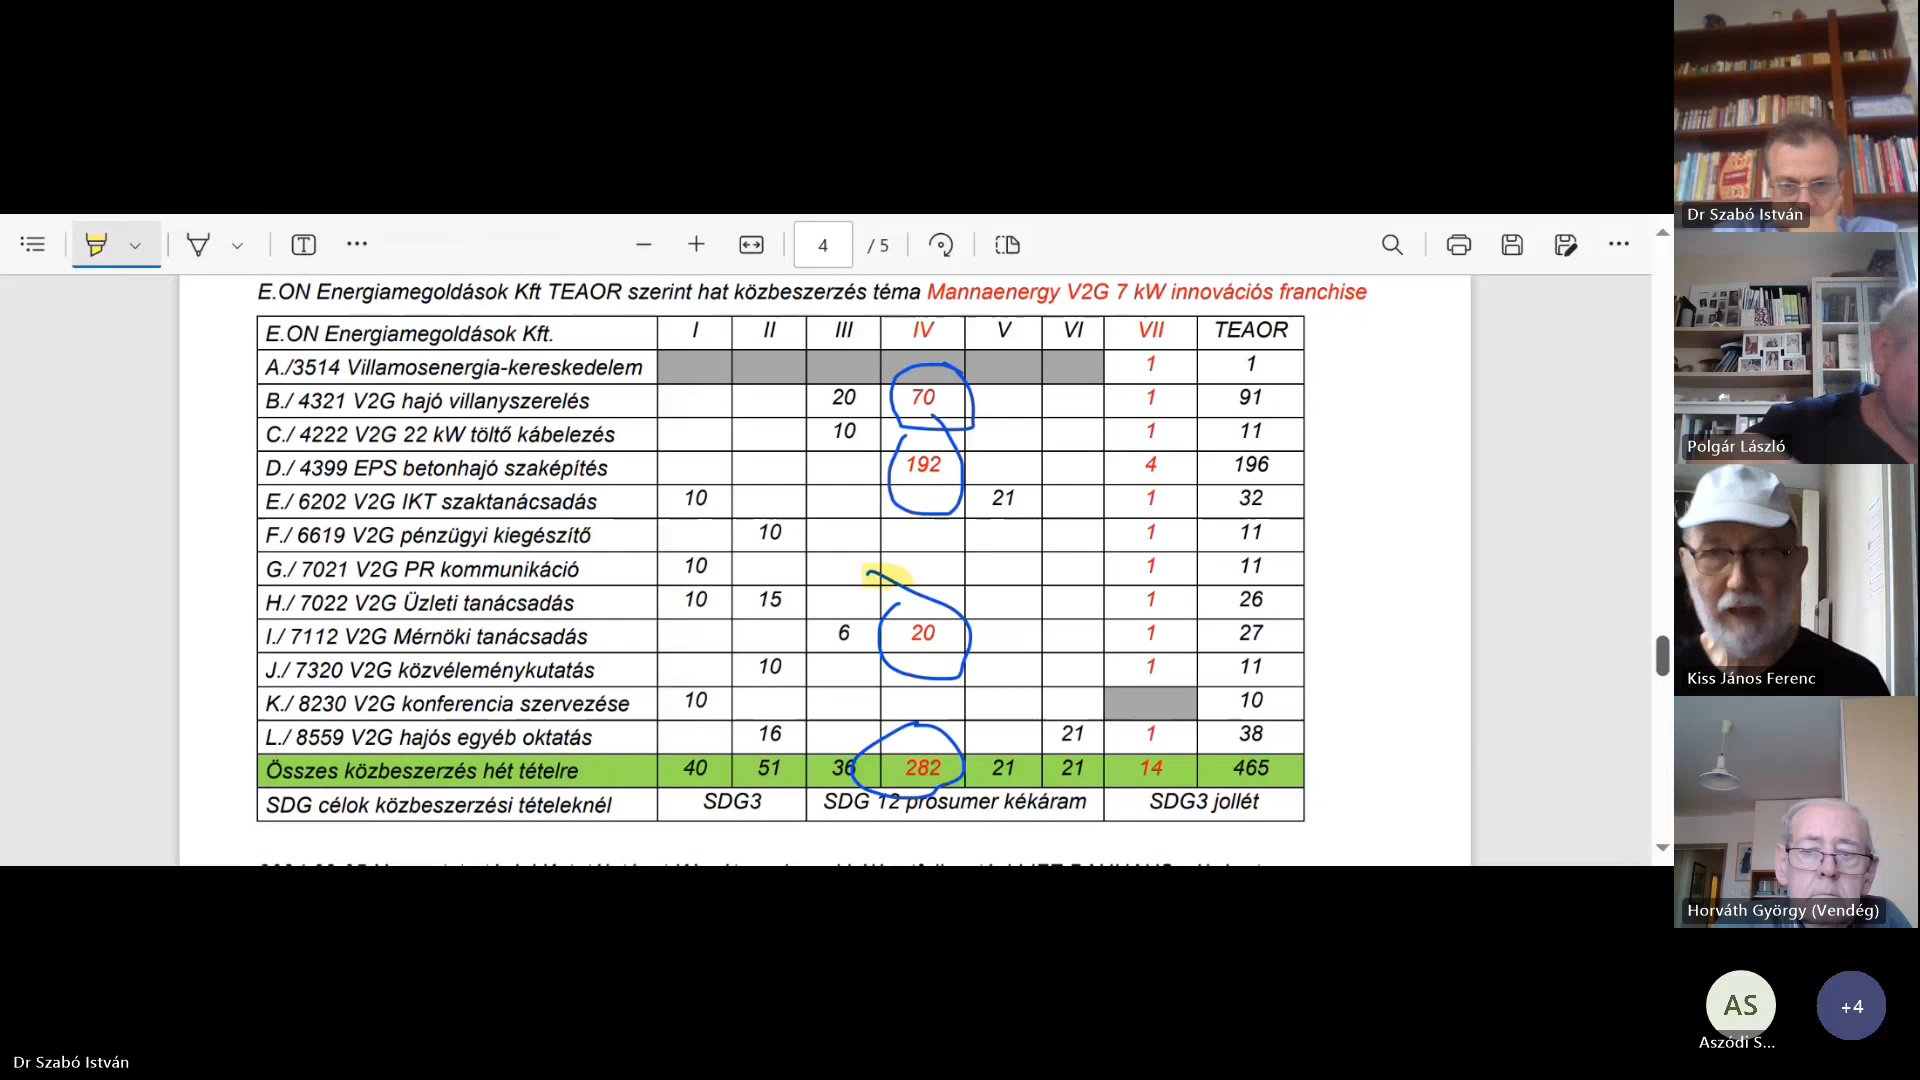 4 / 5
E.ON Energiamegoldások Kft TEAOR szerint hat közbeszerzés téma Mannaenergy V2G 7 kW innovációs franchise
E.ON Energiamegoldások Kft. I II III IV V VI VII TEAOR
A./3514 Villamosenergia-kereskedelem 1 1
B./ 4321 V2G hajó villanyszerelés 20 70 1 91
C./ 4222 V2G 22 kW töltő kábelezés 10 1 11
D./ 4399 EPS betonhajó szaképítés 192 4 196
E./ 6202 V2G IKT szaktanácsadás 10 21 1 32
F./ 6619 V2G pénzügyi kiegészítő 10 1 11
G./ 7021 V2G PR kommunikáció 10 1 11
H./ 7022 V2G Üzleti tanácsadás 10 15 1 26
I./ 7112 V2G Mérnöki tanácsadás 6 20 1 27
J./ 7320 V2G közvéleménykutatás 10 1 11
K./ 8230 V2G konferencia szervezése 10 10
L./ 8559 V2G hajós egyéb oktatás 16 21 1 38
Összes közbeszerzés hét tételre 40 51 36 282 21 21 14 465
SDG célok közbeszerzési tételeknél SDG3 SDG 12 prosumer kékáram SDG3 jollét
Dr Szabó István
Polgár László
Kiss János Ferenc
Horváth György (Vendég)
AS
+4
Aszódi S...
Dr Szabó István